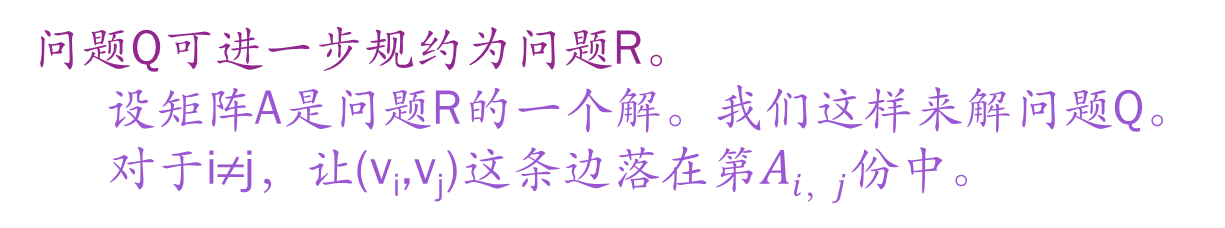 问题Q可进一步规约为问题R。
设矩阵A是问题R的一个解。我们这样来解问题Q。
对于i≠j，让(vᵢ,vⱼ)这条边落在第Aᵢ，ⱼ份中。